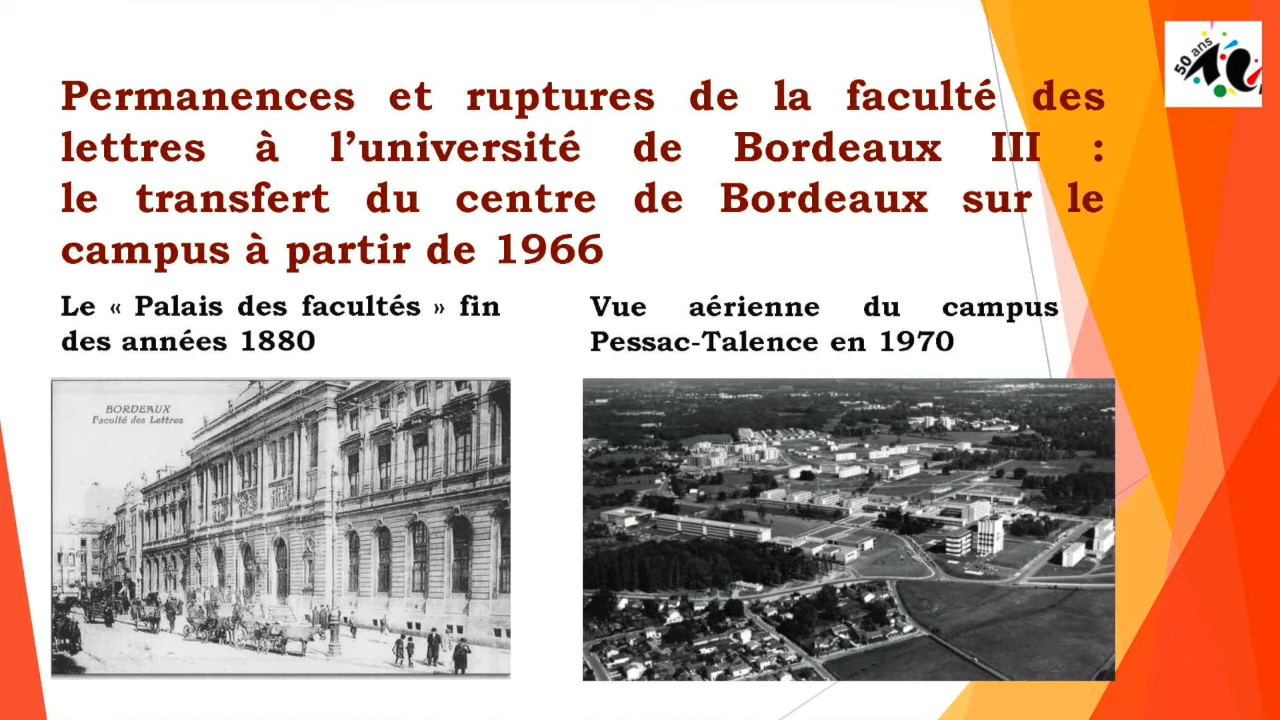 50 ans
Permanences et ruptures de la faculté des
lettres à l’université de Bordeaux III :
le transfert du centre de Bordeaux sur le
campus à partir de 1966
Le « Palais des facultés » fin
des années 1880
Vue aérienne du campus
Pessac-Talence en 1970
BORDEAUX
Faculté des Lettres